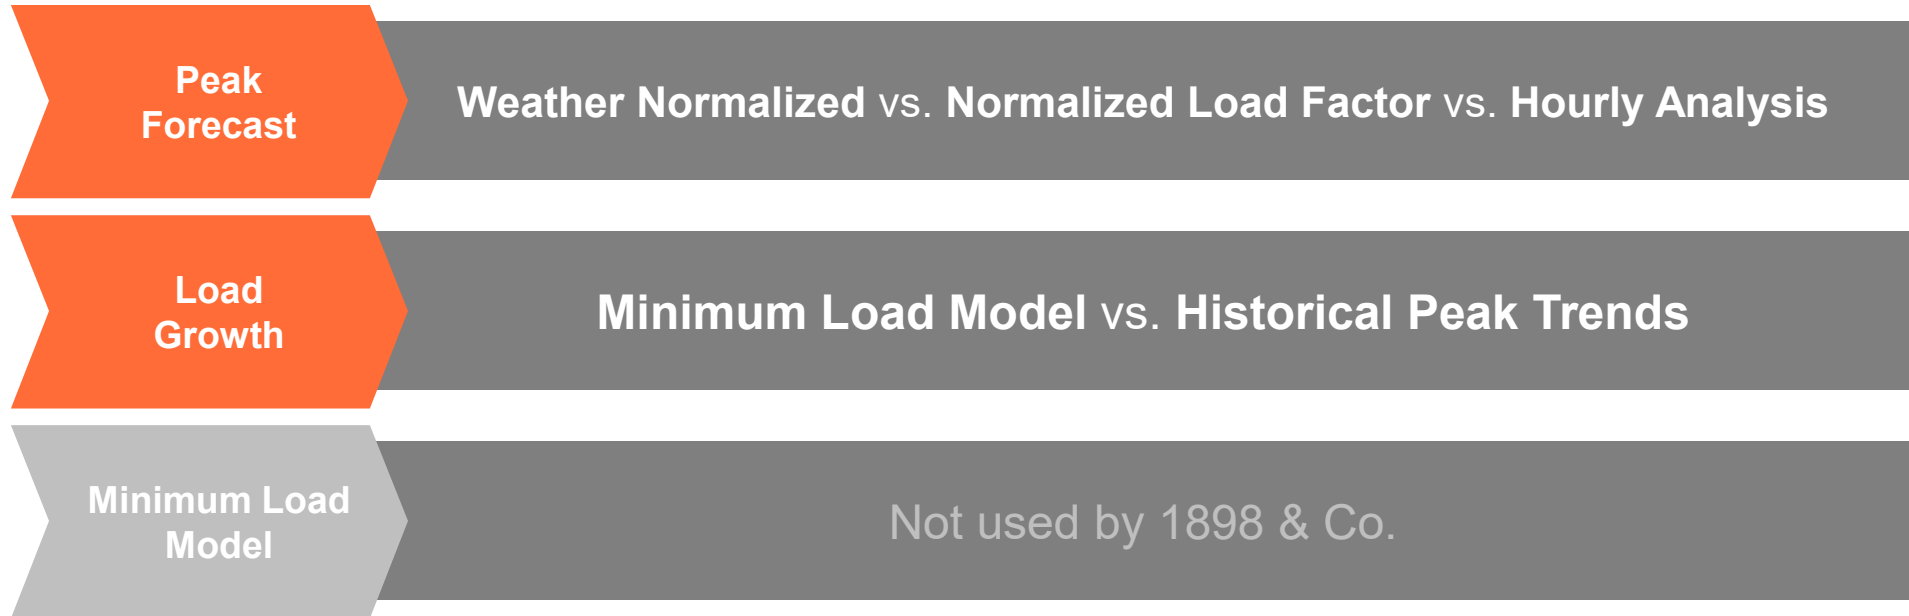 Peak
Forecast
Weather Normalized vs. Normalized Load Factor vs. Hourly Analysis
Load
Growth
Minimum Load Model vs. Historical Peak Trends
Minimum Load
Model
Not used by 1898 & Co.